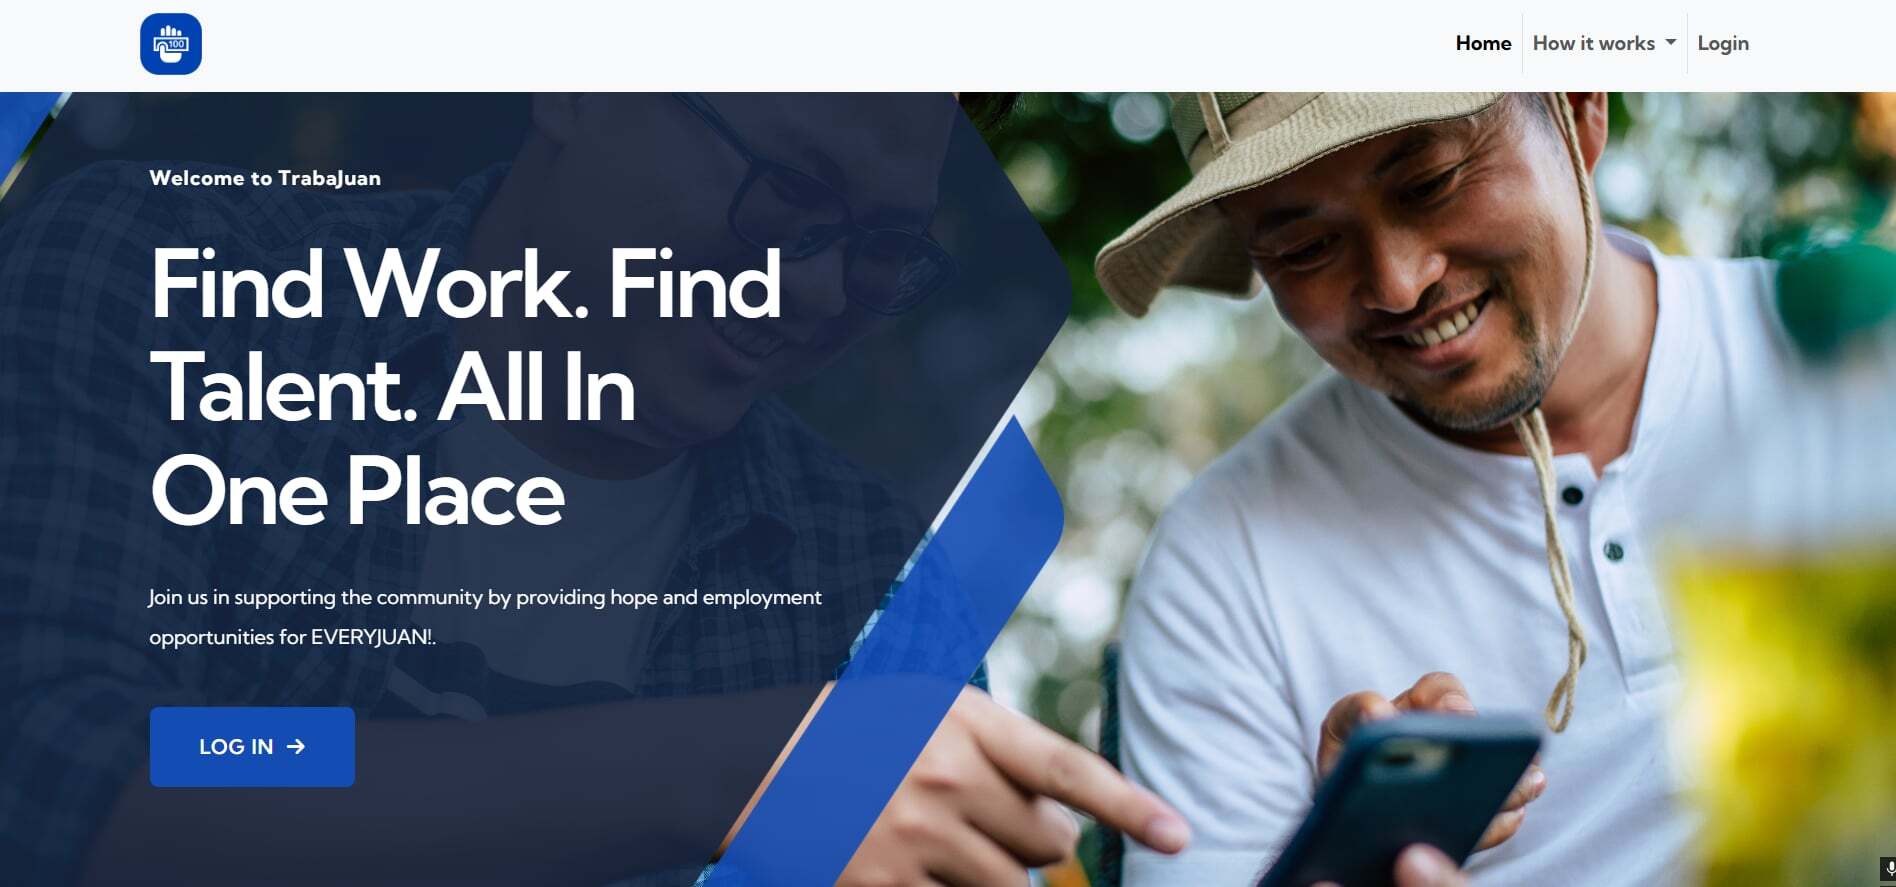 100
Home
How it works
Login
Welcome to TrabaJuan
Find Work. Find
Talent. All In
One Place
Join us in supporting the community by providing hope and employment
opportunities for EVERYJUAN!.
LOG IN